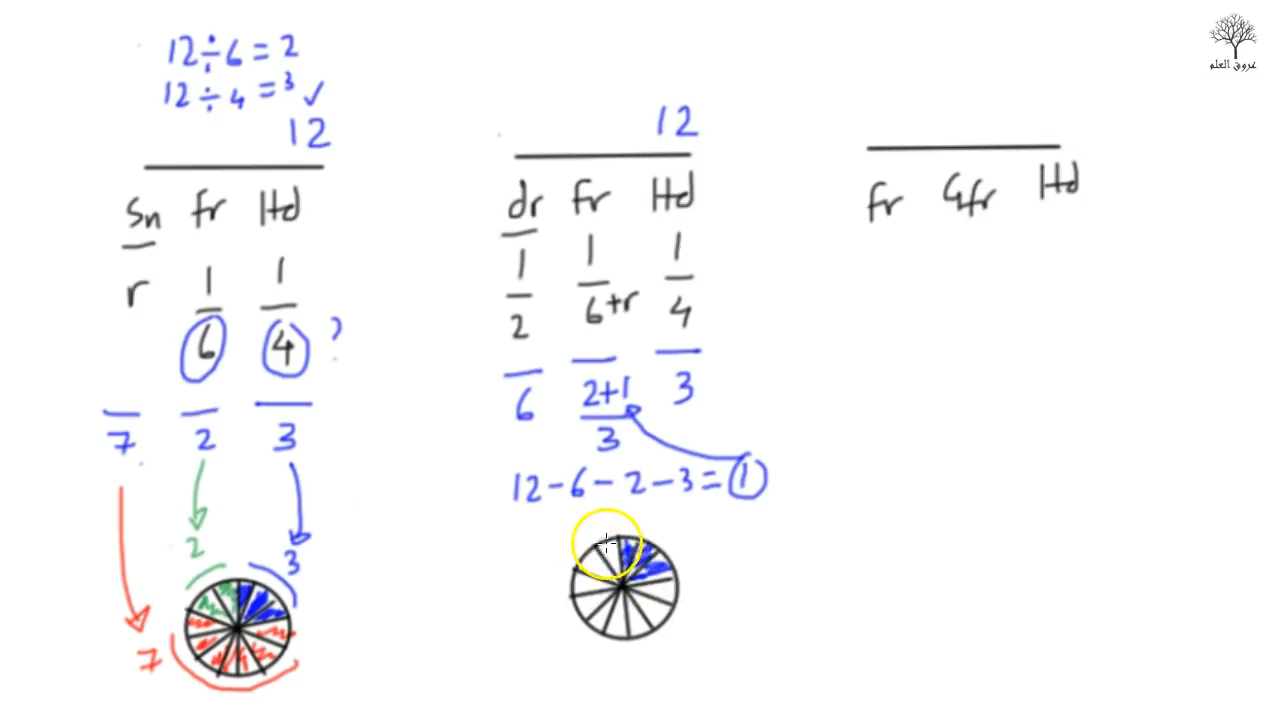 عروق العلم
12 ÷ 6 = 2
12 ÷ 4 = 3 ✓
12
Sn Fr Hd
r 1/6 1/4 ?
7 2 3
2 3
7
12
dr Fr Hd
1/2 1/6+r 1/4
6 2+1/3 3
12 - 6 - 2 - 3 = 1
Fr Gfr Hd